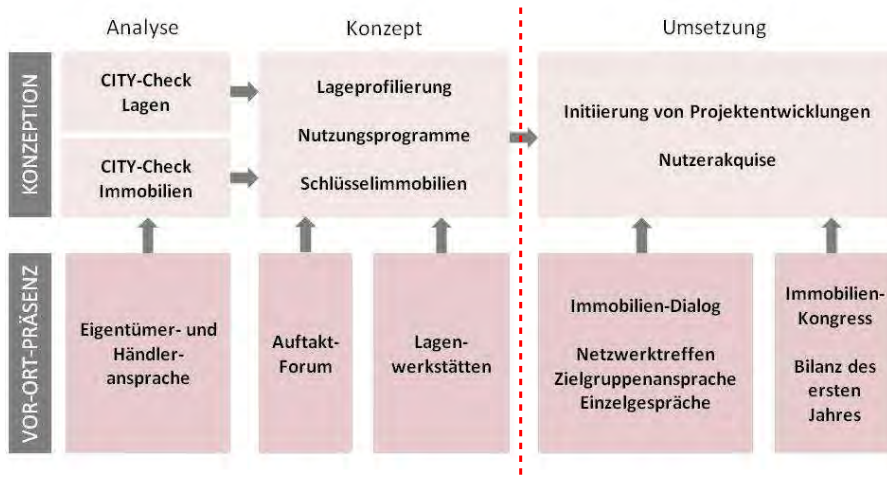 Analyse
Konzept
Umsetzung
KONZEPTION
CITY-Check
Lagen
CITY-Check
Immobilien
Lageprofilierung
Nutzungsprogramme
Schlüsselimmobilien
Initiierung von Projektentwicklungen
Nutzerakquise
VOR-ORT-PRÄSENZ
Eigentümer- und
Händler-
ansprache
Auftakt-
Forum
Lagen-
werkstätten
Immobilien-Dialog
Netzwerktreffen
Zielgruppenansprache
Einzelgespräche
Immobilien-
Kongress
Bilanz des
ersten
Jahres